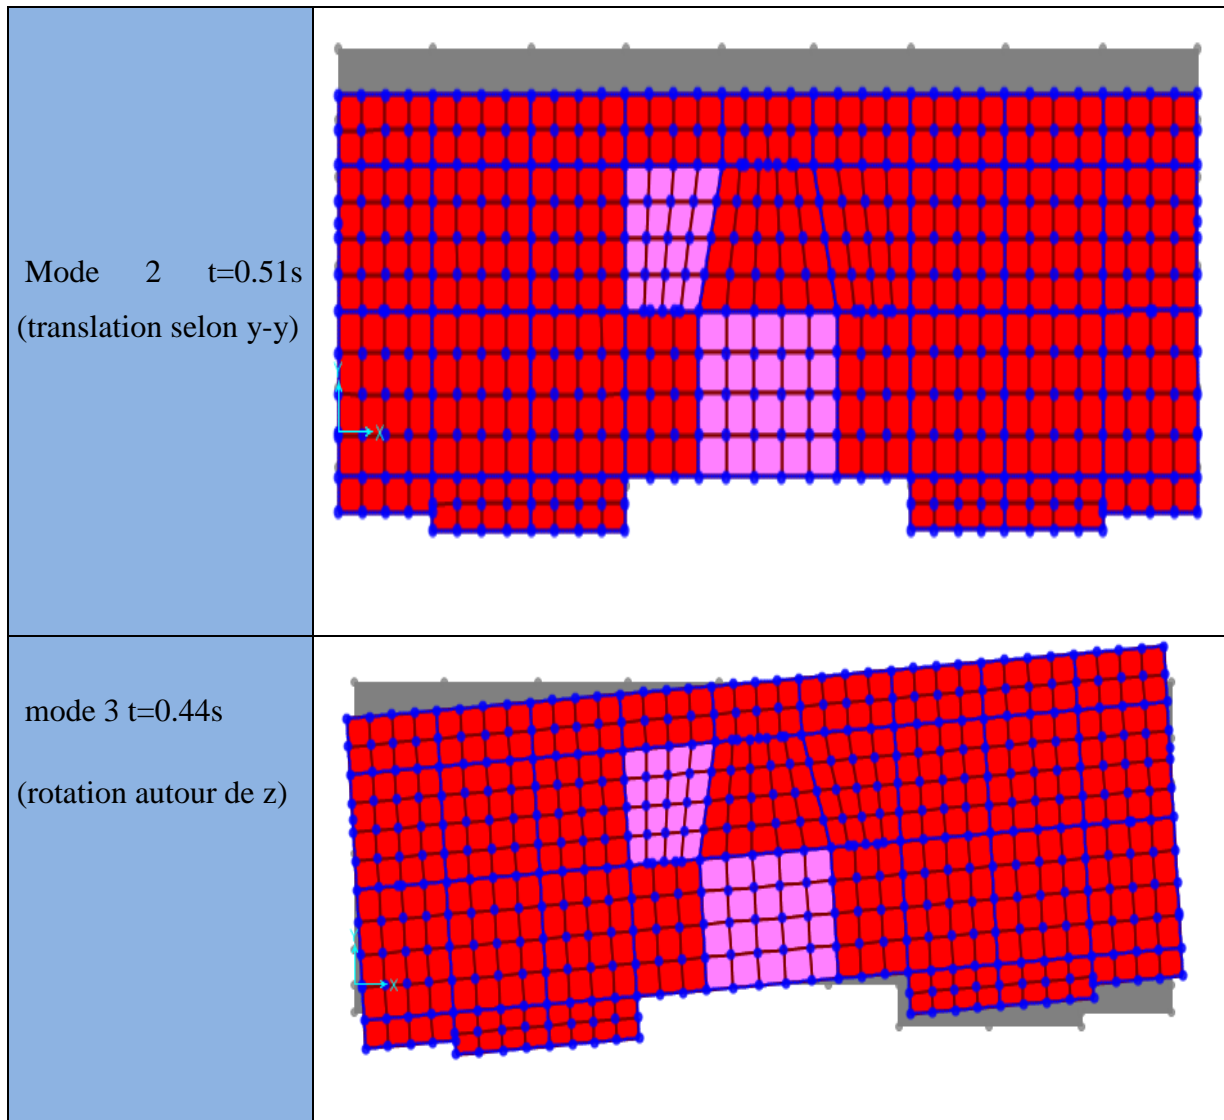 Mode 2 t=0.51s
(translation selon y-y)
X
mode 3 t=0.44s
(rotation autour de z)
X